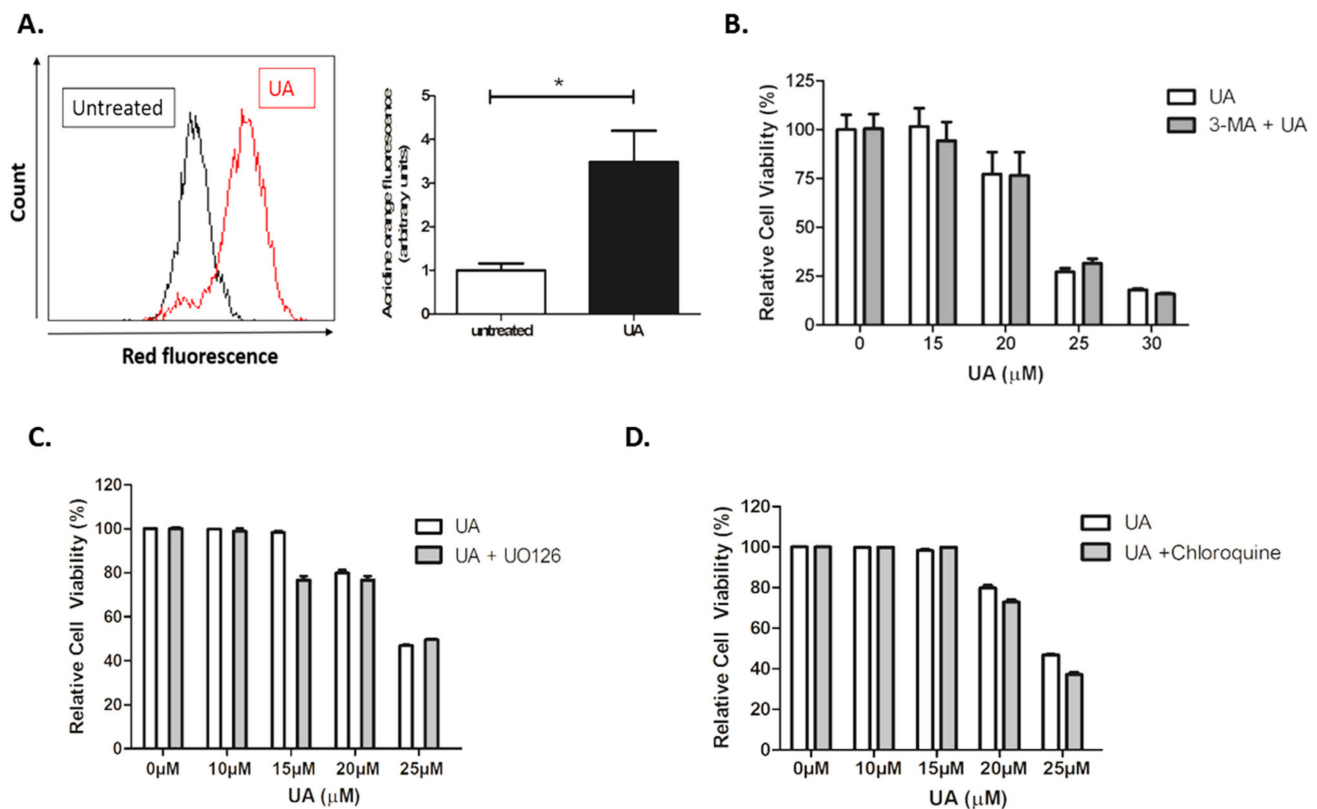 A.
Untreated
UA
Count
Red fluorescence
*
Acridine orange fluorescence
(arbitrary units)
5
4
3
2
1
0
untreated
UA
B.
Relative Cell Viability (%)
125
100
75
50
25
0
0
15
20
25
30
UA (μM)
UA
3-MA + UA
C.
Relative Cell Viability (%)
120
100
80
60
40
20
0
0μM
10μM
15μM
20μM
25μM
UA (μM)
UA
UA + UO126
D.
Relative Cell Viability (%)
120
100
80
60
40
20
0
0μM
10μM
15μM
20μM
25μM
UA (μM)
UA
UA +Chloroquine